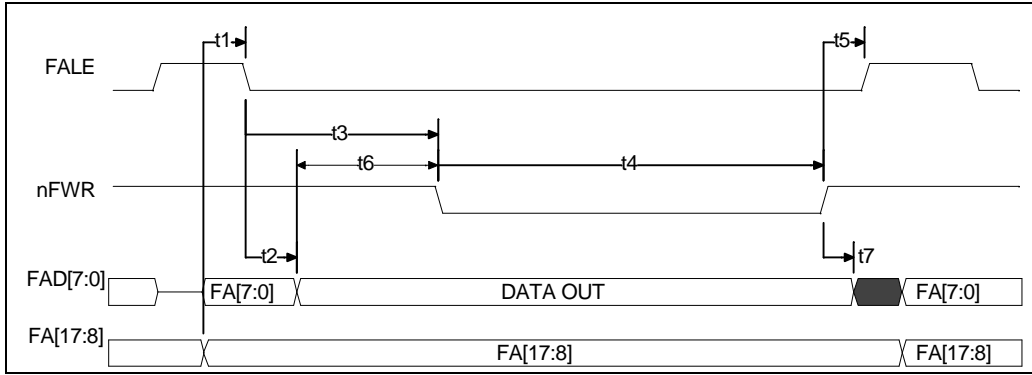 t1
t5
FALE
t3
t6
t4
nFWR
t2
t7
FAD[7:0]
FA[7:0]
DATA OUT
FA[7:0]
FA[17:8]
FA[17:8]
FA[17:8]